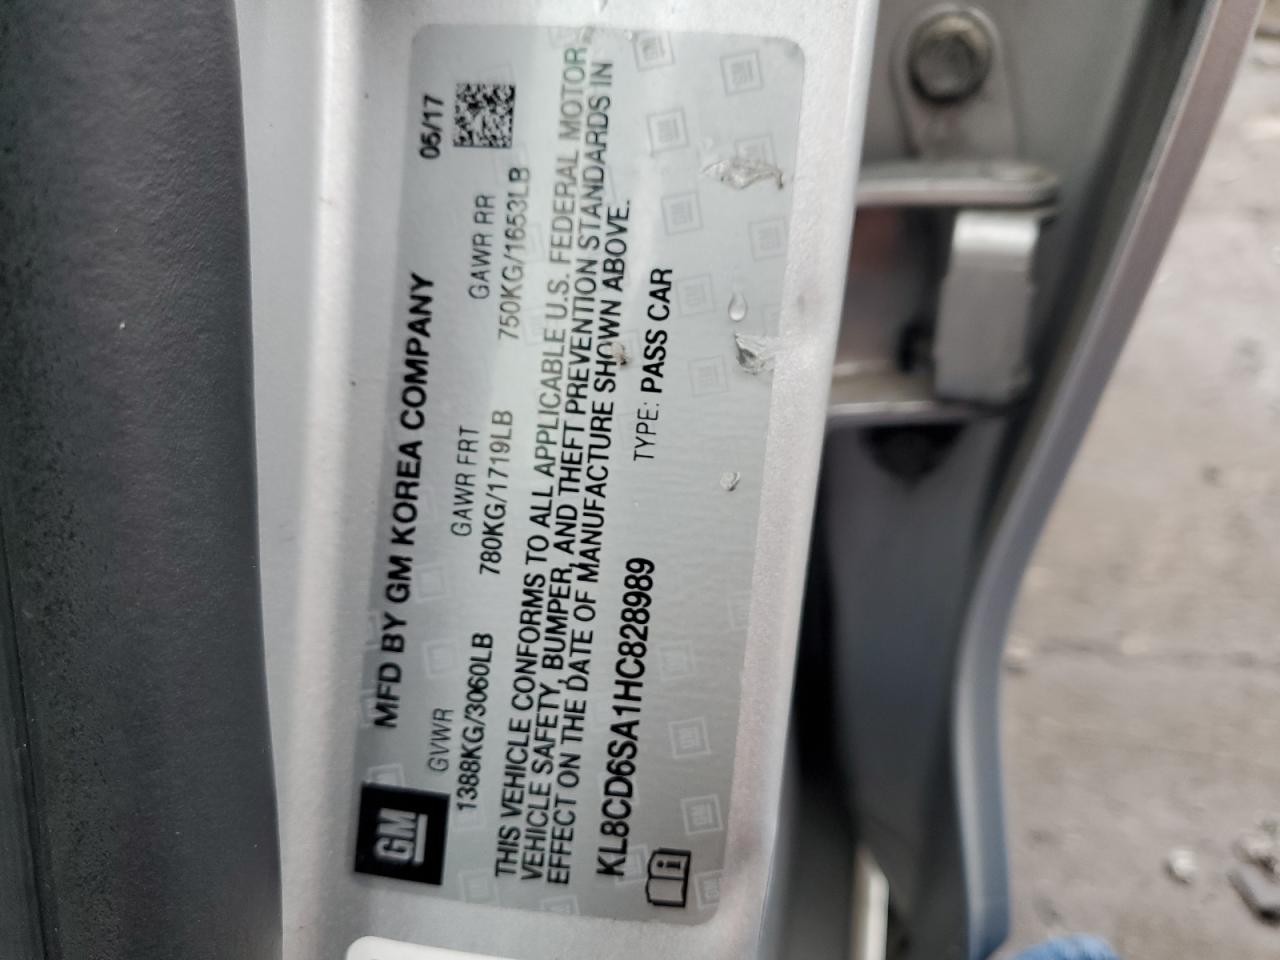 GM
MFD BY GM KOREA COMPANY 05/17
GVWR GAWR FRT GAWR RR
1388KG/3060LB 780KG/1719LB 750KG/1653LB
THIS VEHICLE CONFORMS TO ALL APPLICABLE U.S. FEDERAL MOTOR
VEHICLE SAFETY, BUMPER, AND THEFT PREVENTION STANDARDS IN
EFFECT ON THE DATE OF MANUFACTURE SHOWN ABOVE.
KL8CD6SA1HC828989 TYPE: PASS CAR